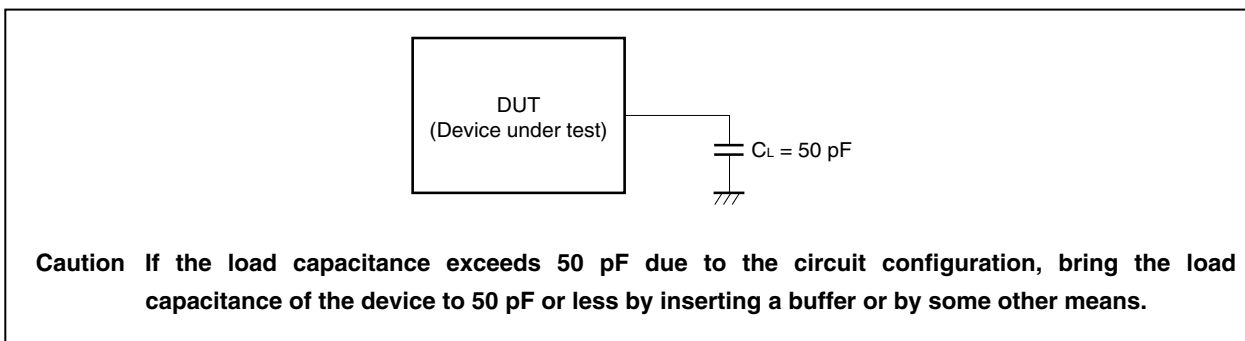 DUT
(Device under test)
CL = 50 pF
Caution If the load capacitance exceeds 50 pF due to the circuit configuration, bring the load
capacitance of the device to 50 pF or less by inserting a buffer or by some other means.